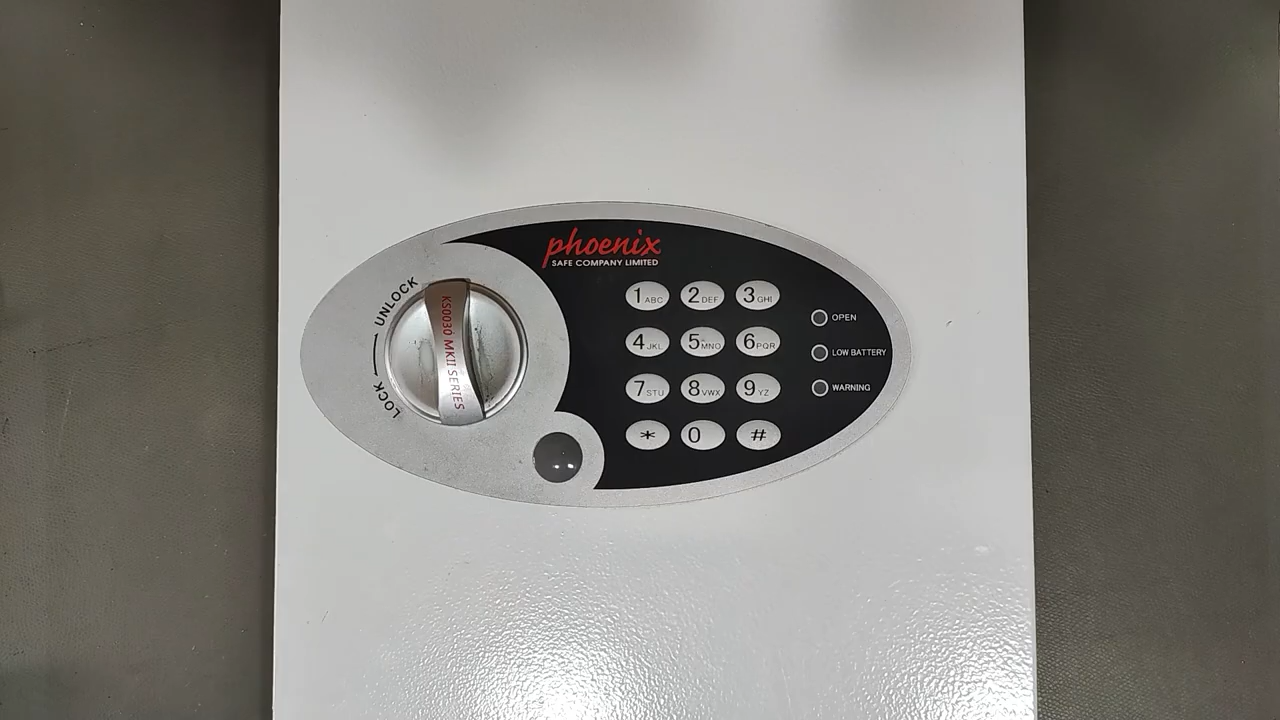 phoenix
SAFE COMPANY LIMITED
UNLOCK
LOCK
KS0030 MKII SERIES
1 ABC 2 DEF 3 GHI
4 JKL 5 MNO 6 PQR
7 STU 8 VWX 9 YZ
* 0 #
OPEN
LOW BATTERY
WARNING